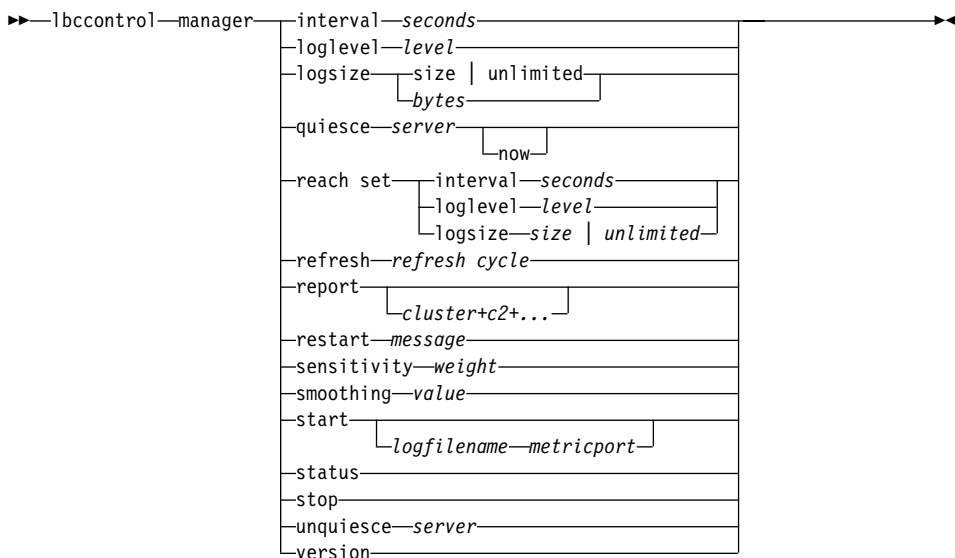 lbccontrol manager interval seconds
loglevel level
logsize size | unlimited
bytes
quiesce server
now
reach set interval seconds
loglevel level
logsize size | unlimited
refresh refresh cycle
report
cluster+c2+...
restart message
sensitivity weight
smoothing value
start
logfilename metricport
status
stop
unquiesce server
version